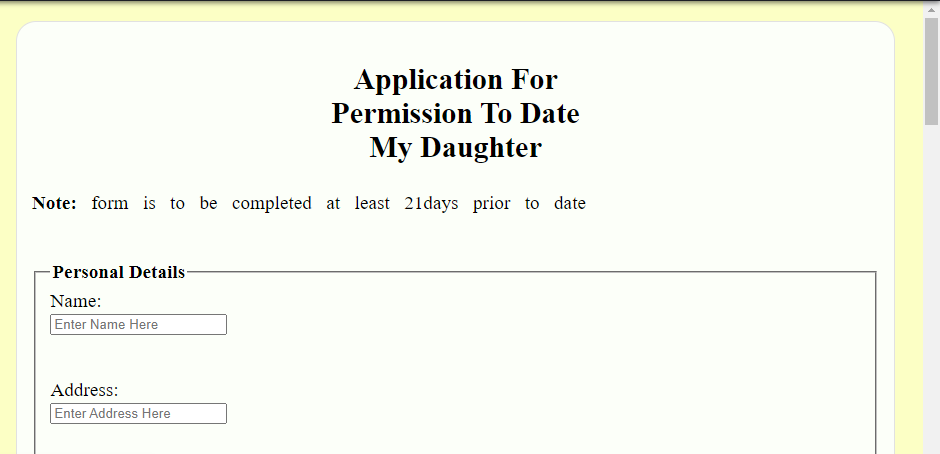 Application For
Permission To Date
My Daughter
Note: form is to be completed at least 21days prior to date
Personal Details
Name:
Enter Name Here
Address:
Enter Address Here